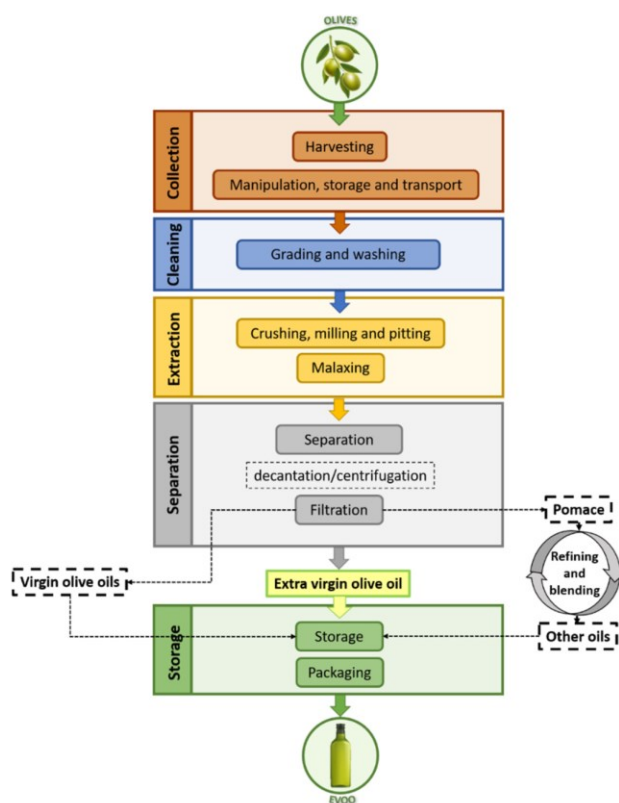 OLIVES
Collection
Harvesting
Manipulation, storage and transport
Cleaning
Grading and washing
Extraction
Crushing, milling and pitting
Malaxing
Separation
Separation
decantation/centrifugation
Filtration
Pomace
Refining
and
blending
Virgin olive oils
Extra virgin olive oil
Other oils
Storage
Storage
Packaging
EVOO